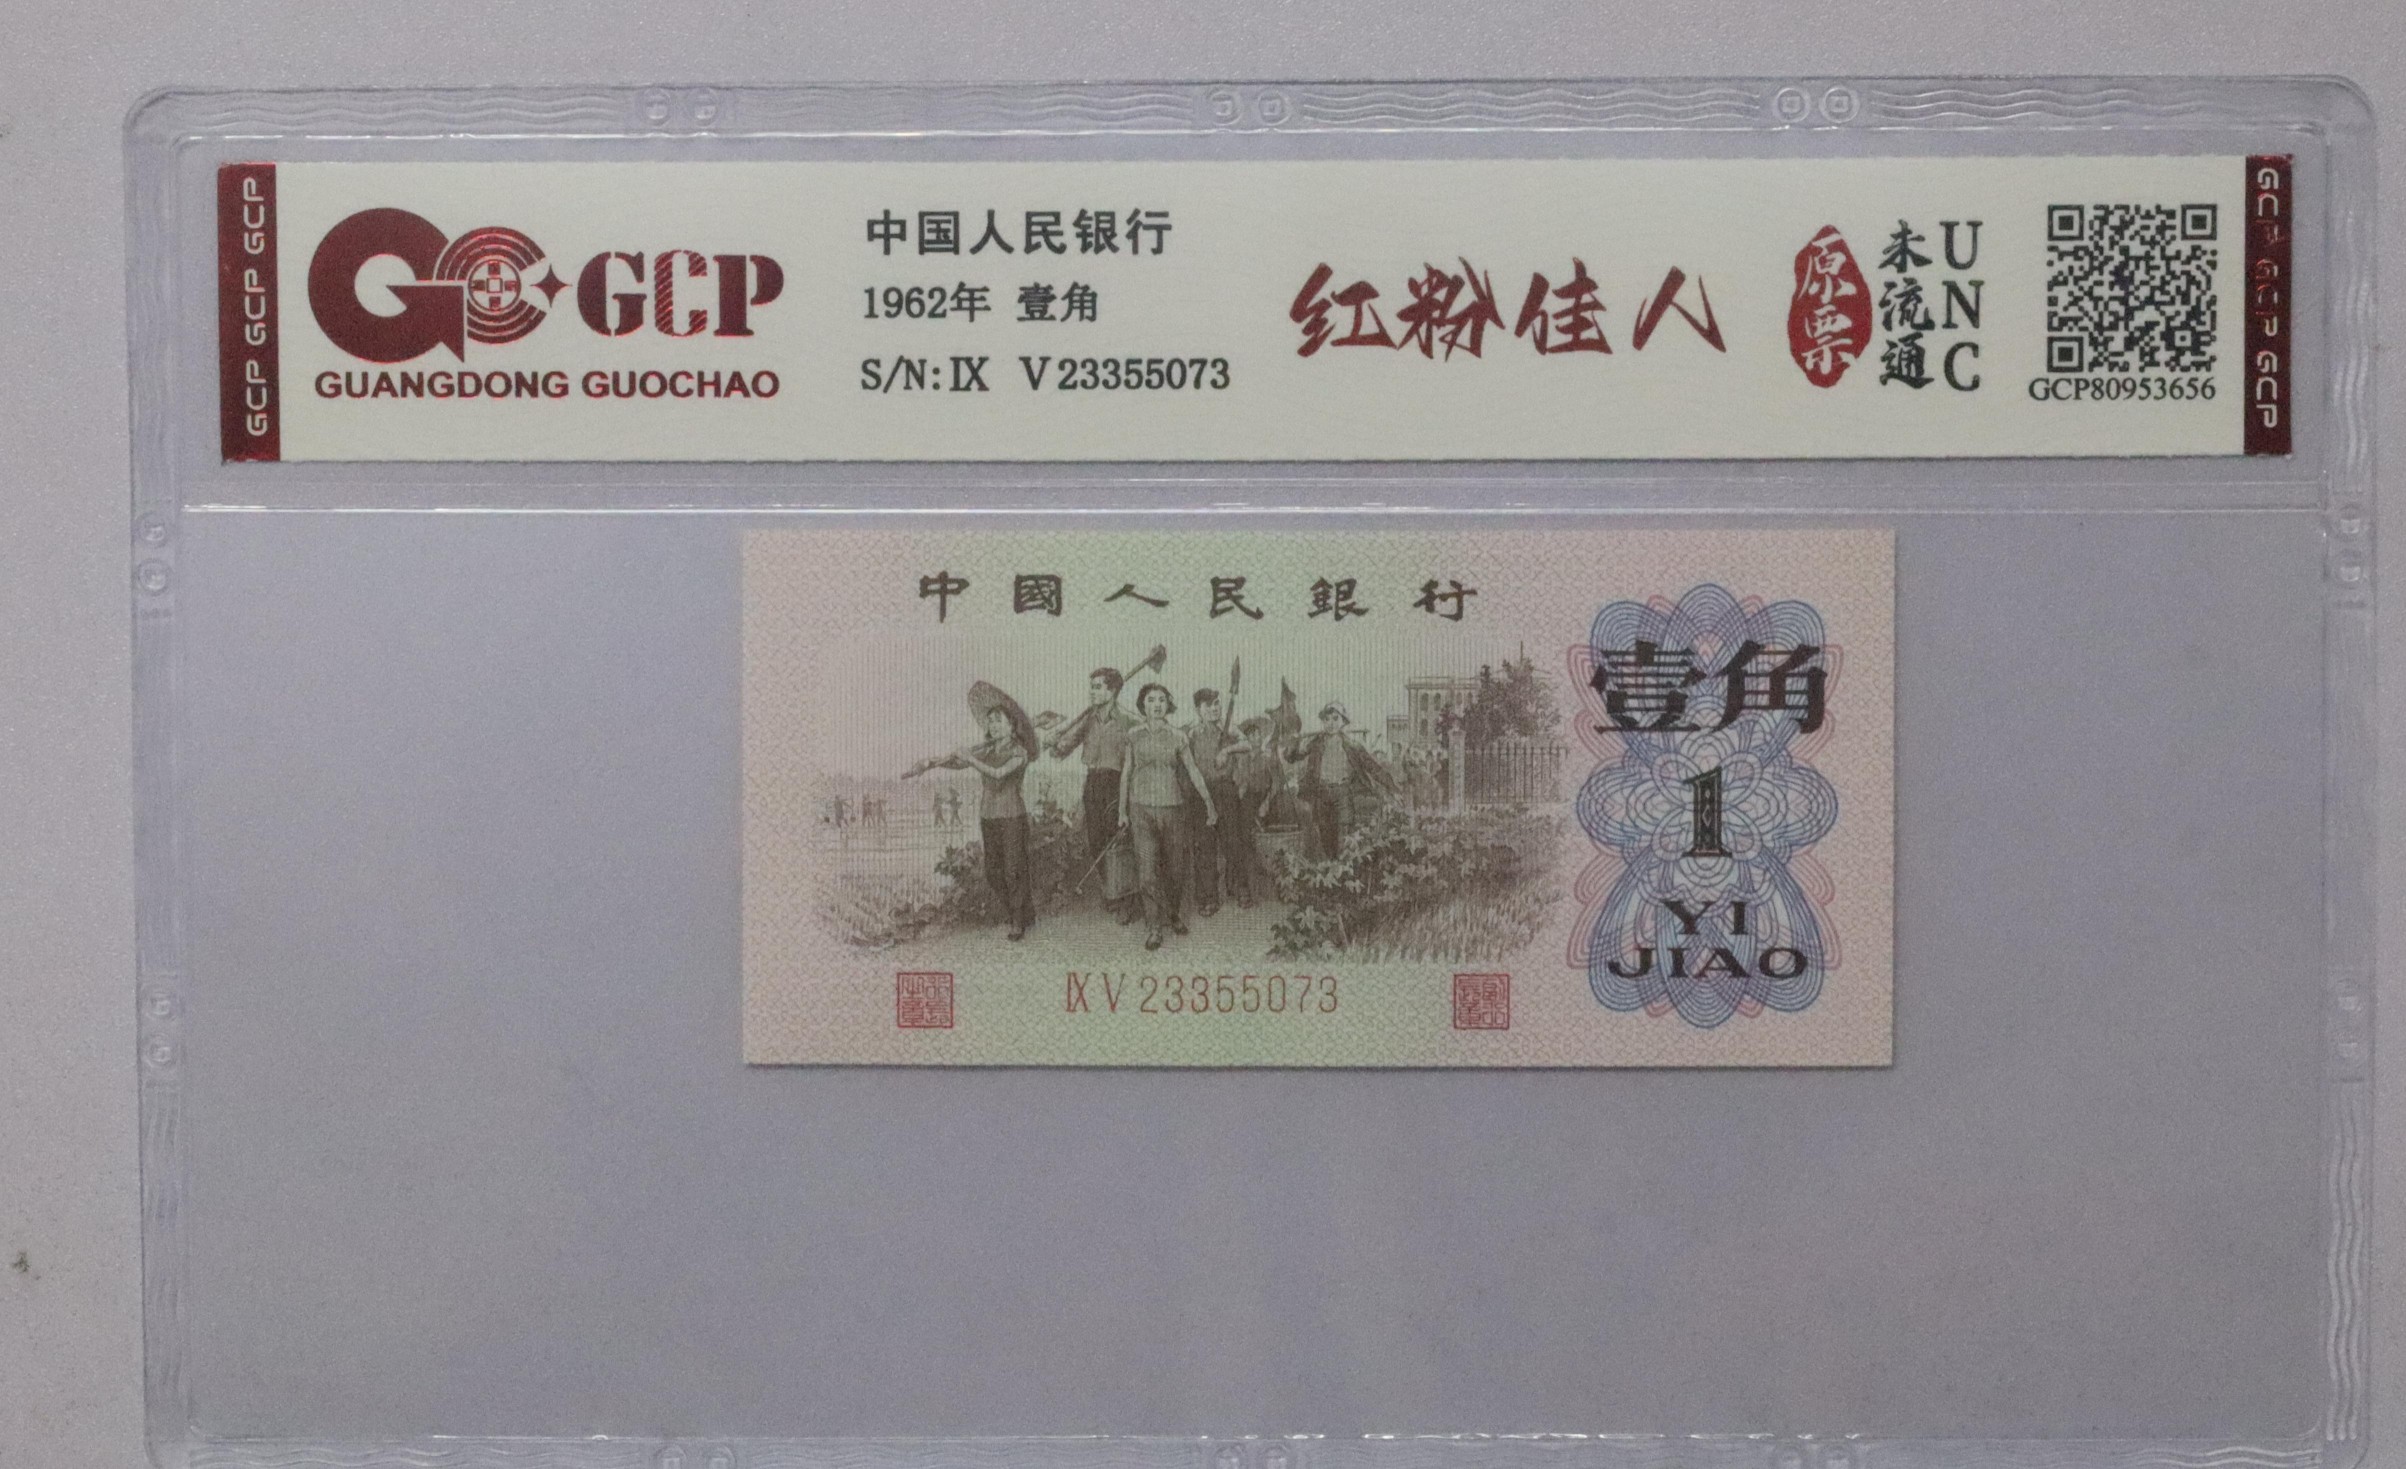 GCP GCP GCP
GCP
GUANGDONG GUOCHAO
中国人民银行
1962年 壹角
S/N: Ⅸ V 23355073
红粉佳人
原票
未流通
UNC
GCP80953656
GCP GCP GCP
中國人民銀行
壹角
1
YI
JIAO
ⅨV 23355073